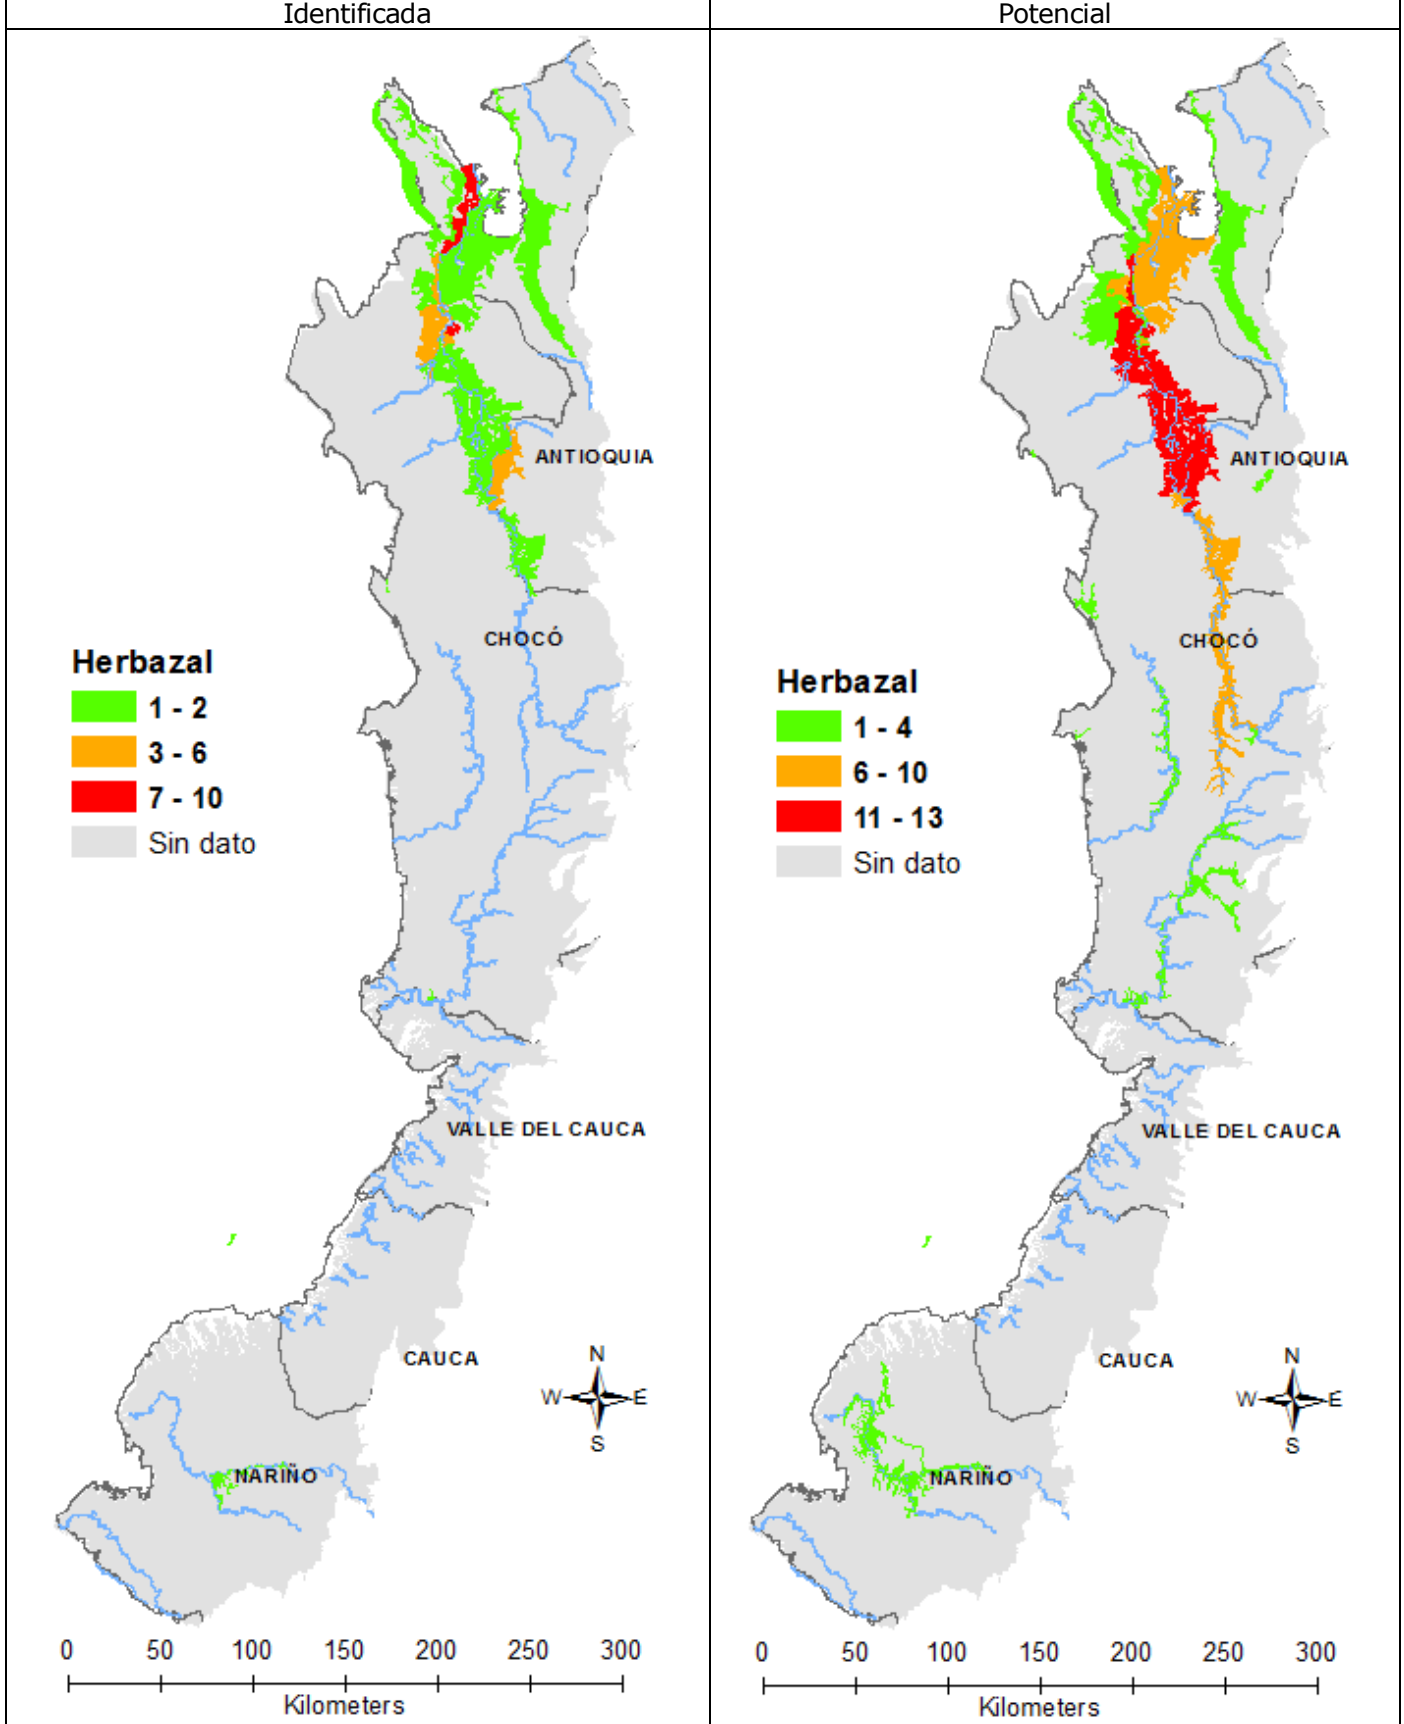 Identificada
Potencial
ANTIOQUIA
CHOCÓ
Herbazal
1 - 2
3 - 6
7 - 10
Sin dato
VALLE DEL CAUCA
CAUCA
NARIÑO
N
W E
S
0 50 100 150 200 250 300
Kilometers
ANTIOQUIA
CHOCÓ
Herbazal
1 - 4
6 - 10
11 - 13
Sin dato
VALLE DEL CAUCA
CAUCA
NARIÑO
N
W E
S
0 50 100 150 200 250 300
Kilometers